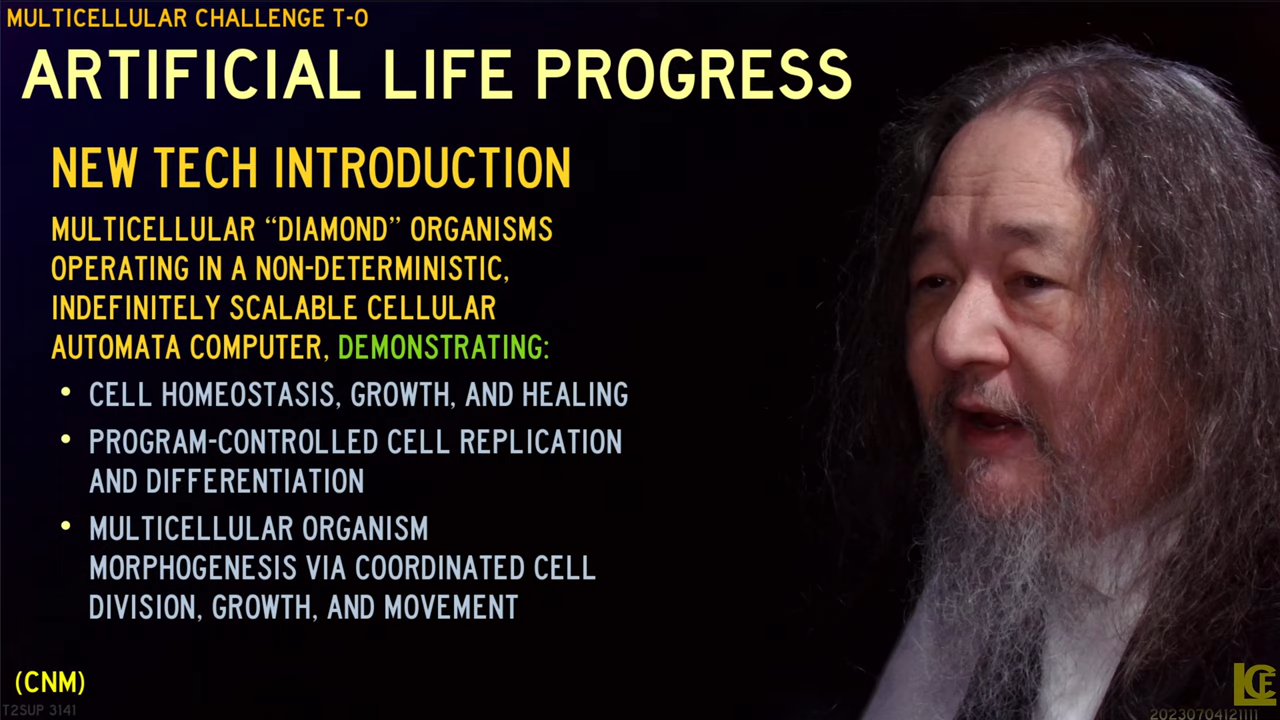 MULTICELLULAR CHALLENGE T-0
ARTIFICIAL LIFE PROGRESS
NEW TECH INTRODUCTION
MULTICELLULAR “DIAMOND” ORGANISMS
OPERATING IN A NON-DETERMINISTIC,
INDEFINITELY SCALABLE CELLULAR
AUTOMATA COMPUTER, DEMONSTRATING:
• CELL HOMEOSTASIS, GROWTH, AND HEALING
• PROGRAM-CONTROLLED CELL REPLICATION
AND DIFFERENTIATION
• MULTICELLULAR ORGANISM
MORPHOGENESIS VIA COORDINATED CELL
DIVISION, GROWTH, AND MOVEMENT
(CNM)
T2SUP 3141
20230704121111